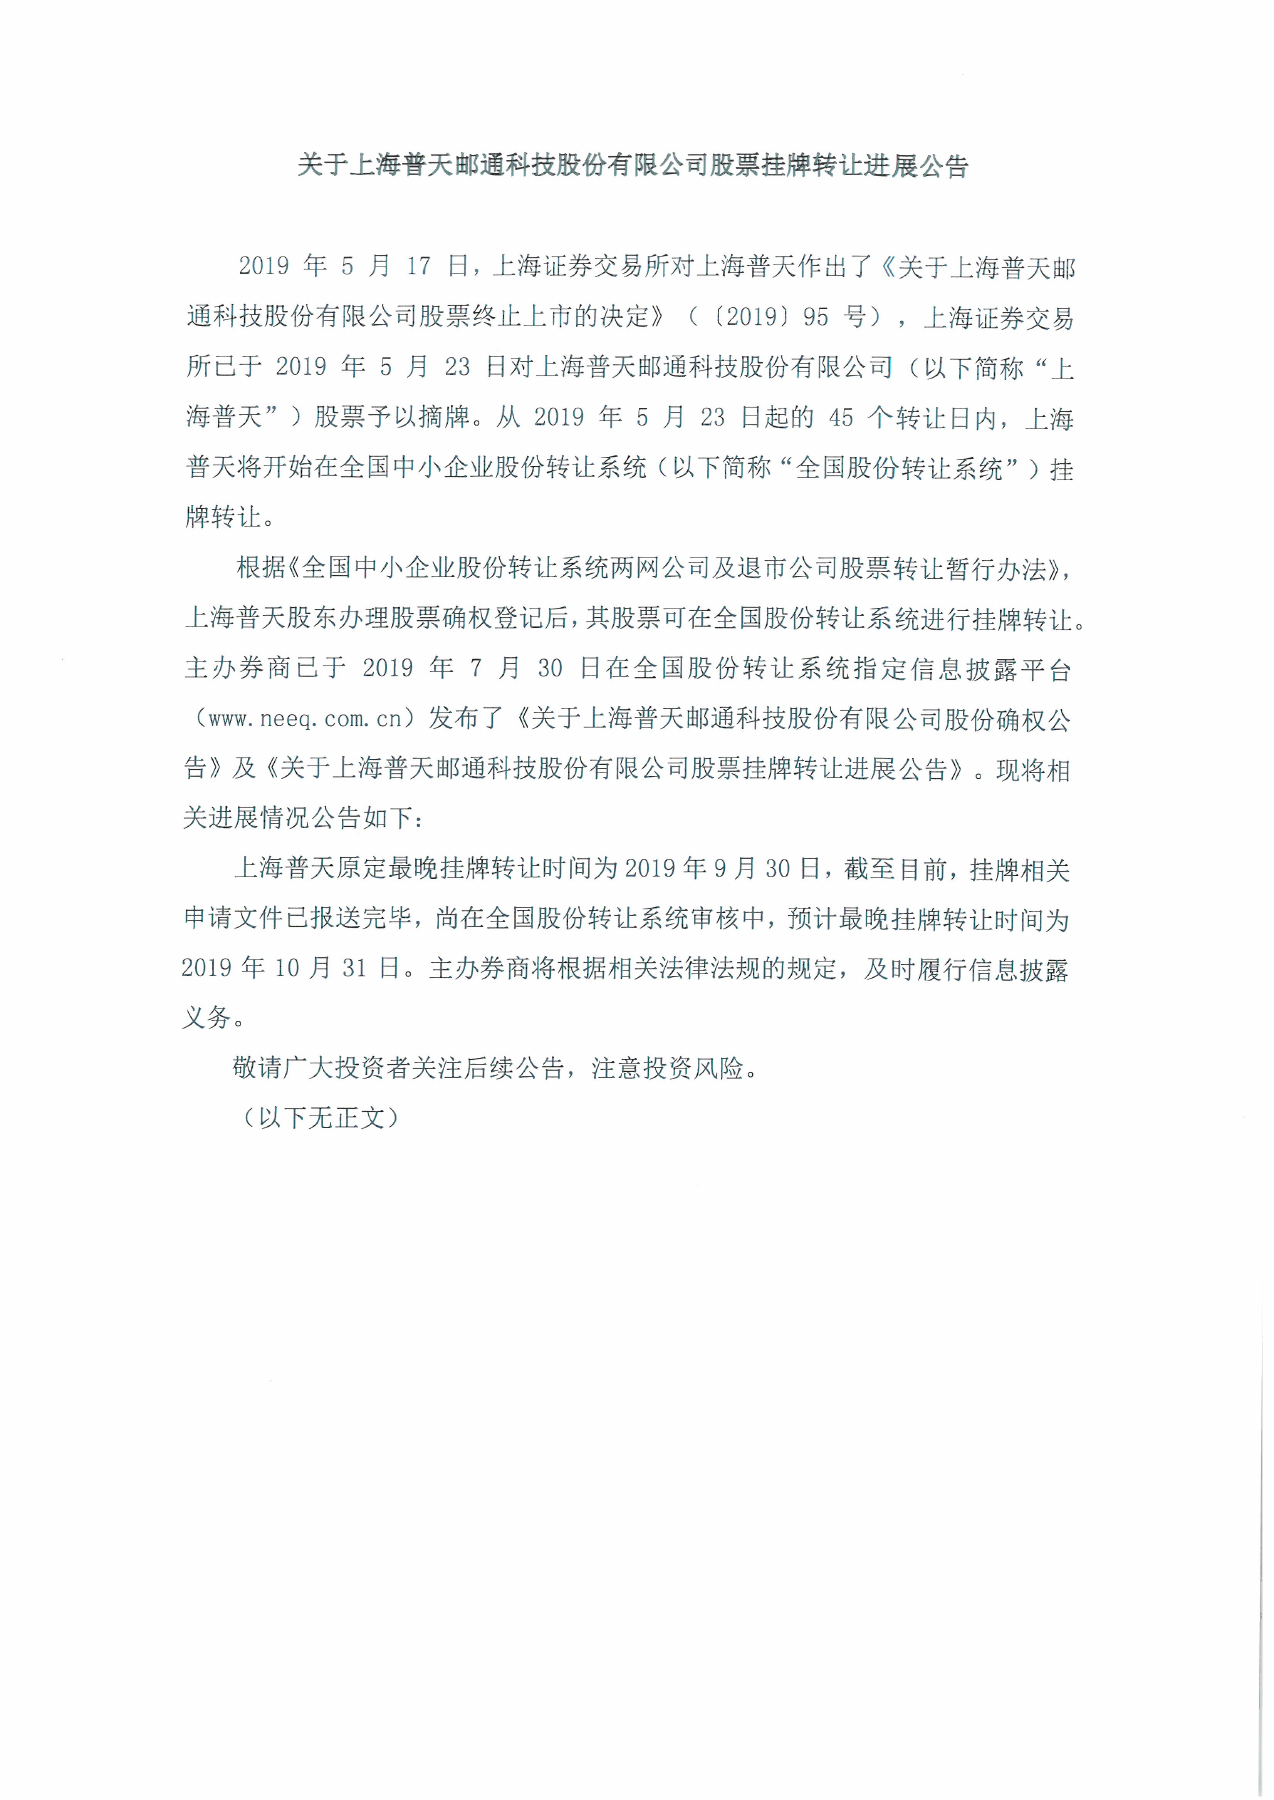 关于上海普天邮通科技股份有限公司股票挂牌转让进展公告
2019 年 5 月 17 日，上海证券交易所对上海普天作出了《关于上海普天邮
通科技股份有限公司股票终止上市的决定》（〔2019〕95 号），上海证券交易
所已于 2019 年 5 月 23 日对上海普天邮通科技股份有限公司（以下简称“上
海普天”）股票予以摘牌。从 2019 年 5 月 23 日起的 45 个转让日内，上海
普天将开始在全国中小企业股份转让系统（以下简称“全国股份转让系统”）挂
牌转让。
根据《全国中小企业股份转让系统两网公司及退市公司股票转让暂行办法》，
上海普天股东办理股票确权登记后，其股票可在全国股份转让系统进行挂牌转让。
主办券商已于 2019 年 7 月 30 日在全国股份转让系统指定信息披露平台
（www.neeq.com.cn）发布了《关于上海普天邮通科技股份有限公司股份确权公
告》及《关于上海普天邮通科技股份有限公司股票挂牌转让进展公告》。现将相
关进展情况公告如下：
上海普天原定最晚挂牌转让时间为 2019 年 9 月 30 日，截至目前，挂牌相关
申请文件已报送完毕，尚在全国股份转让系统审核中，预计最晚挂牌转让时间为
2019 年 10 月 31 日。主办券商将根据相关法律法规的规定，及时履行信息披露
义务。
敬请广大投资者关注后续公告，注意投资风险。
（以下无正文）